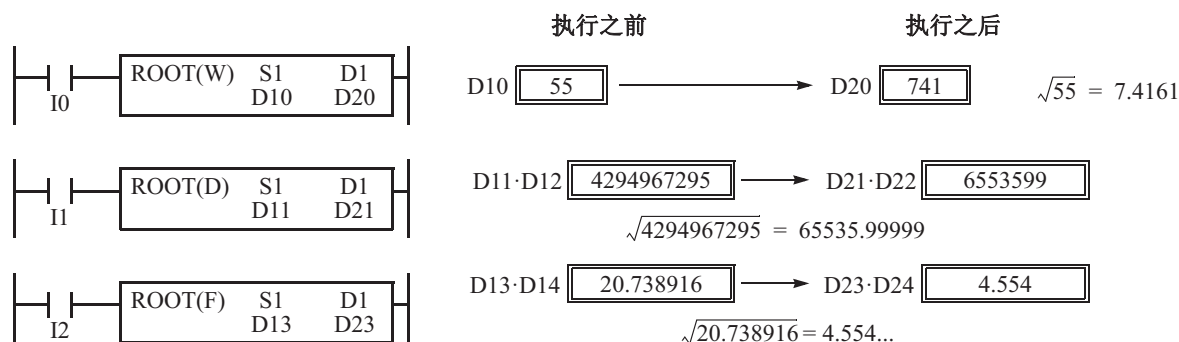 执行之前 执行之后
ROOT(W) S1 D1
D10 D20
I0
D10 55 D20 741 √55 = 7.4161
ROOT(D) S1 D1
D11 D21
I1
D11·D12 4294967295 D21·D22 6553599
√4294967295 = 65535.99999
ROOT(F) S1 D1
D13 D23
I2
D13·D14 20.738916 D23·D24 4.554
√20.738916 = 4.554...